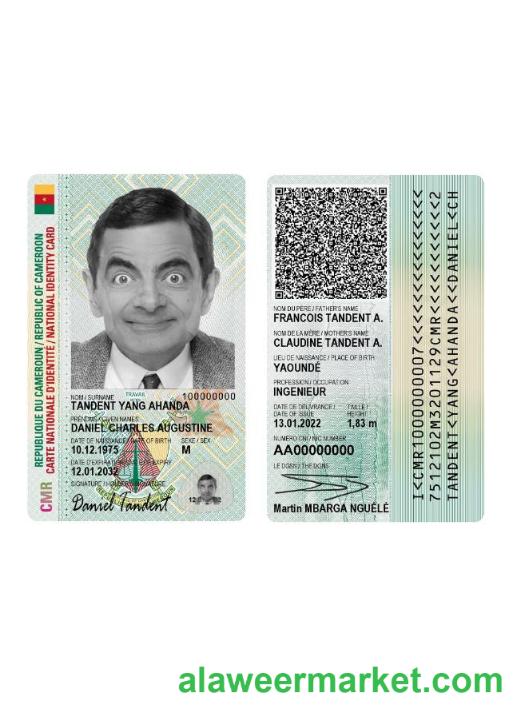 REPUBLIQUE DU CAMEROUN / REPUBLIC OF CAMEROON
CARTE NATIONALE D'IDENTITÉ / NATIONAL IDENTITY CARD
CMR
TRAVAIL
NOM / SURNAME 100000000
TANDENT YANG AHANDA
PRÉNOMS / GIVEN NAMES
DANIEL CHARLES AUGUSTINE
DATE DE NAISSANCE / DATE OF BIRTH SEXE / SEX
10.12.1975 M
DATE D'EXPIRATION / DATE OF EXPIRY
12.01.2032
SIGNATURE / HOLDER'S SIGNATURE
Daniel Tandent
NOM DU PÈRE / FATHER'S NAME
FRANCOIS TANDENT A.
NOM DE LA MÈRE / MOTHER'S NAME
CLAUDINE TANDENT A.
LIEU DE NAISSANCE / PLACE OF BIRTH
YAOUNDÉ
PROFESSION / OCCUPATION
INGENIEUR
DATE DE DÉLIVRANCE / TAILLE /
DATE OF ISSUE HEIGHT
13.01.2022 1,83 m
NUMÉRO CNI / NIC NUMBER
AA00000000
LE DGSN / THE DGNS
Martin MBARGA NGUÉLÉ
I<CMR1000000007<<<<<<<<<<<<<<<
7512102M3201129CMR<<<<<<<<<<<2
TANDENT<YANG<AHANDA<<DANIEL<CH
alaweermarket.com